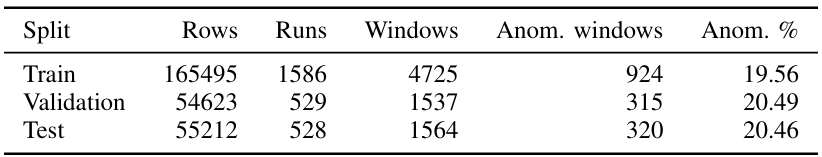 Split Rows Runs Windows Anom. windows Anom. %
Train 165495 1586 4725 924 19.56
Validation 54623 529 1537 315 20.49
Test 55212 528 1564 320 20.46